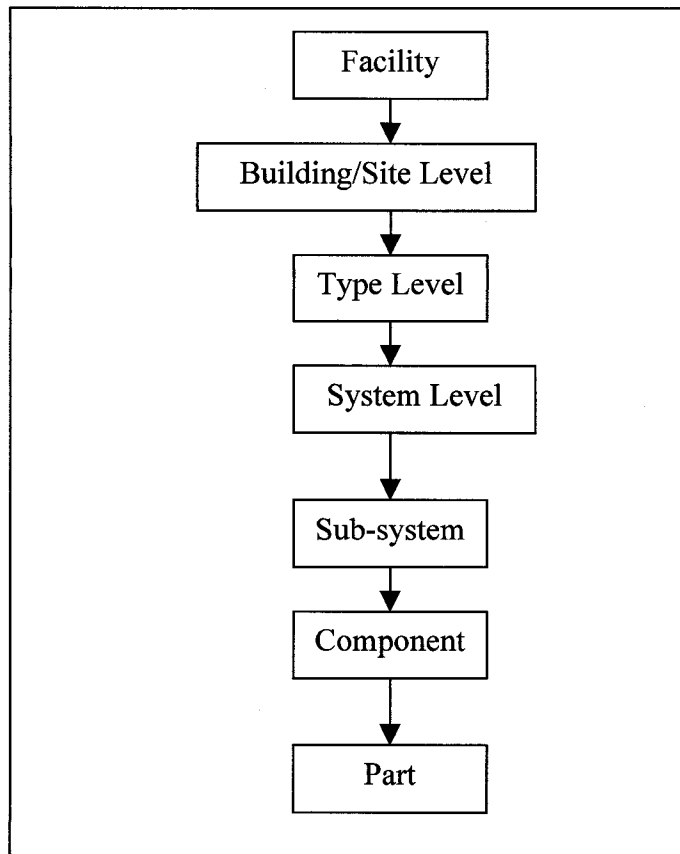 Facility
Building/Site Level
Type Level
System Level
Sub-system
Component
Part